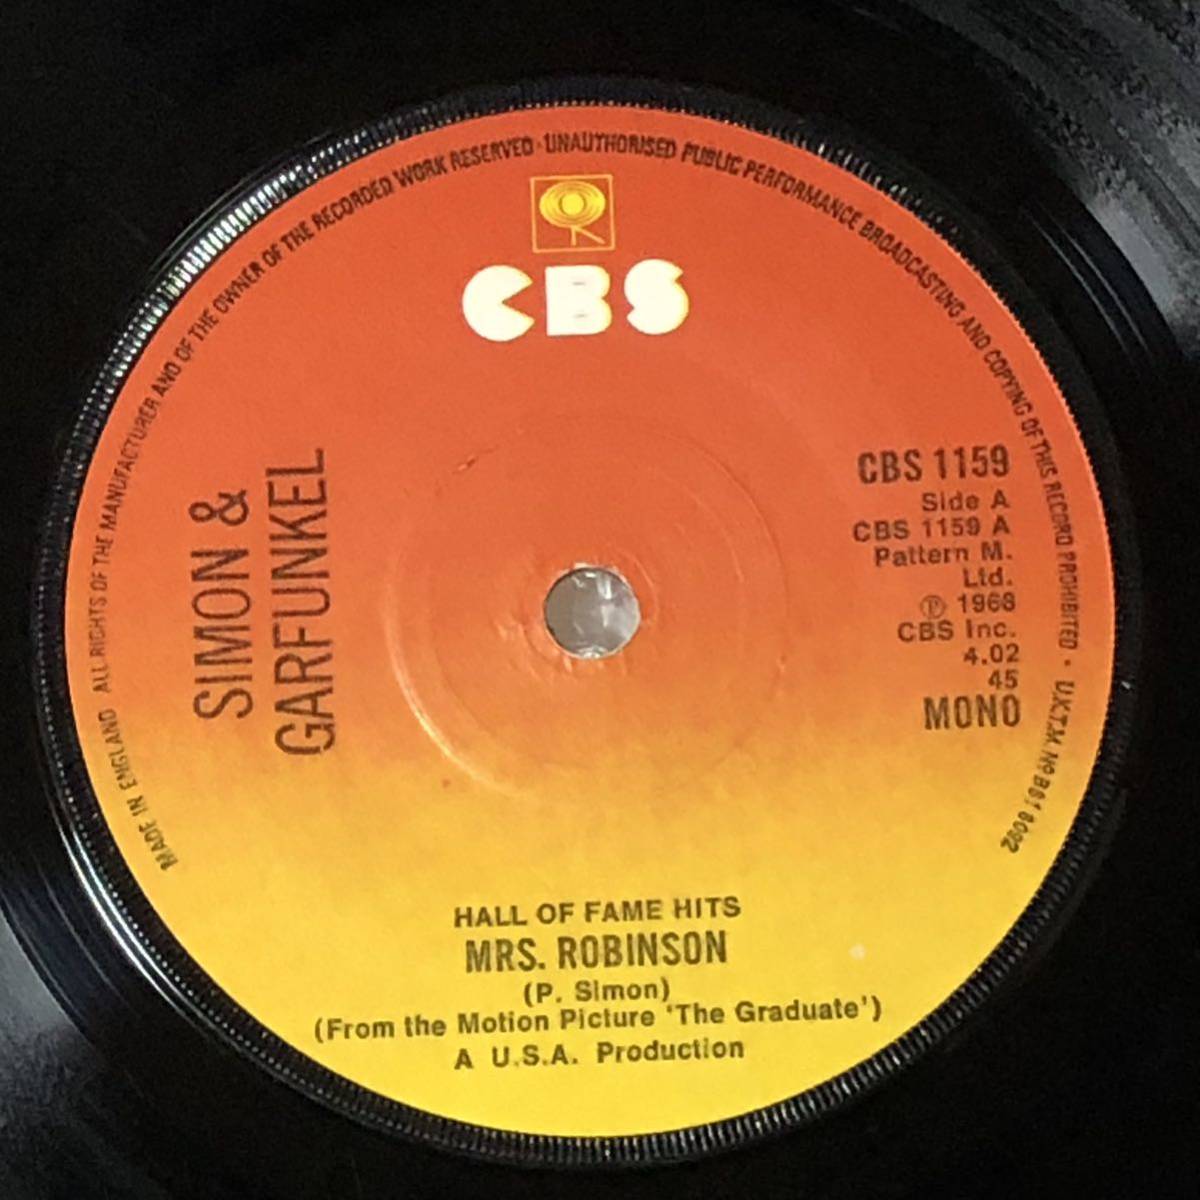 MADE IN ENGLAND ALL RIGHTS OF THE MANUFACTURER AND OF THE OWNER OF THE RECORDED WORK RESERVED · UNAUTHORISED PUBLIC PERFORMANCE BROADCASTING AND COPYING OF THIS RECORD PROHIBITED · U.K.T.M. Nº 861 8092
CBS
SIMON &
GARFUNKEL
CBS 1159
Side A
CBS 1159 A
Pattern M.
Ltd.
℗ 1968
CBS Inc.
4.02
45
MONO
HALL OF FAME HITS
MRS. ROBINSON
(P. Simon)
(From the Motion Picture 'The Graduate')
A U.S.A. Production